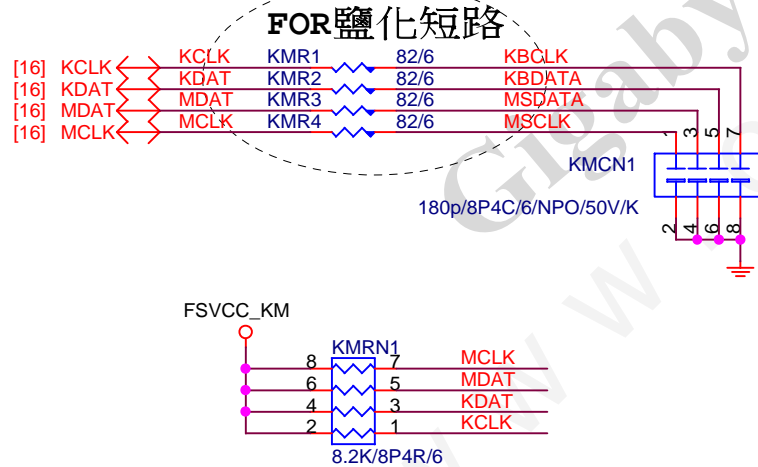 FOR鹽化短路
[16] KCLK KCLK KMR1 82/6 KBCLK
[16] KDAT KDAT KMR2 82/6 KBDATA
[16] MDAT MDAT KMR3 82/6 MSDATA
[16] MCLK MCLK KMR4 82/6 MSCLK
1 3 5 7
KMCN1
180p/8P4C/6/NPO/50V/K
2 4 6 8
FSVCC_KM
KMRN1
8 7 MCLK
6 5 MDAT
4 3 KDAT
2 1 KCLK
8.2K/8P4R/6
Gigaby
w
w
w